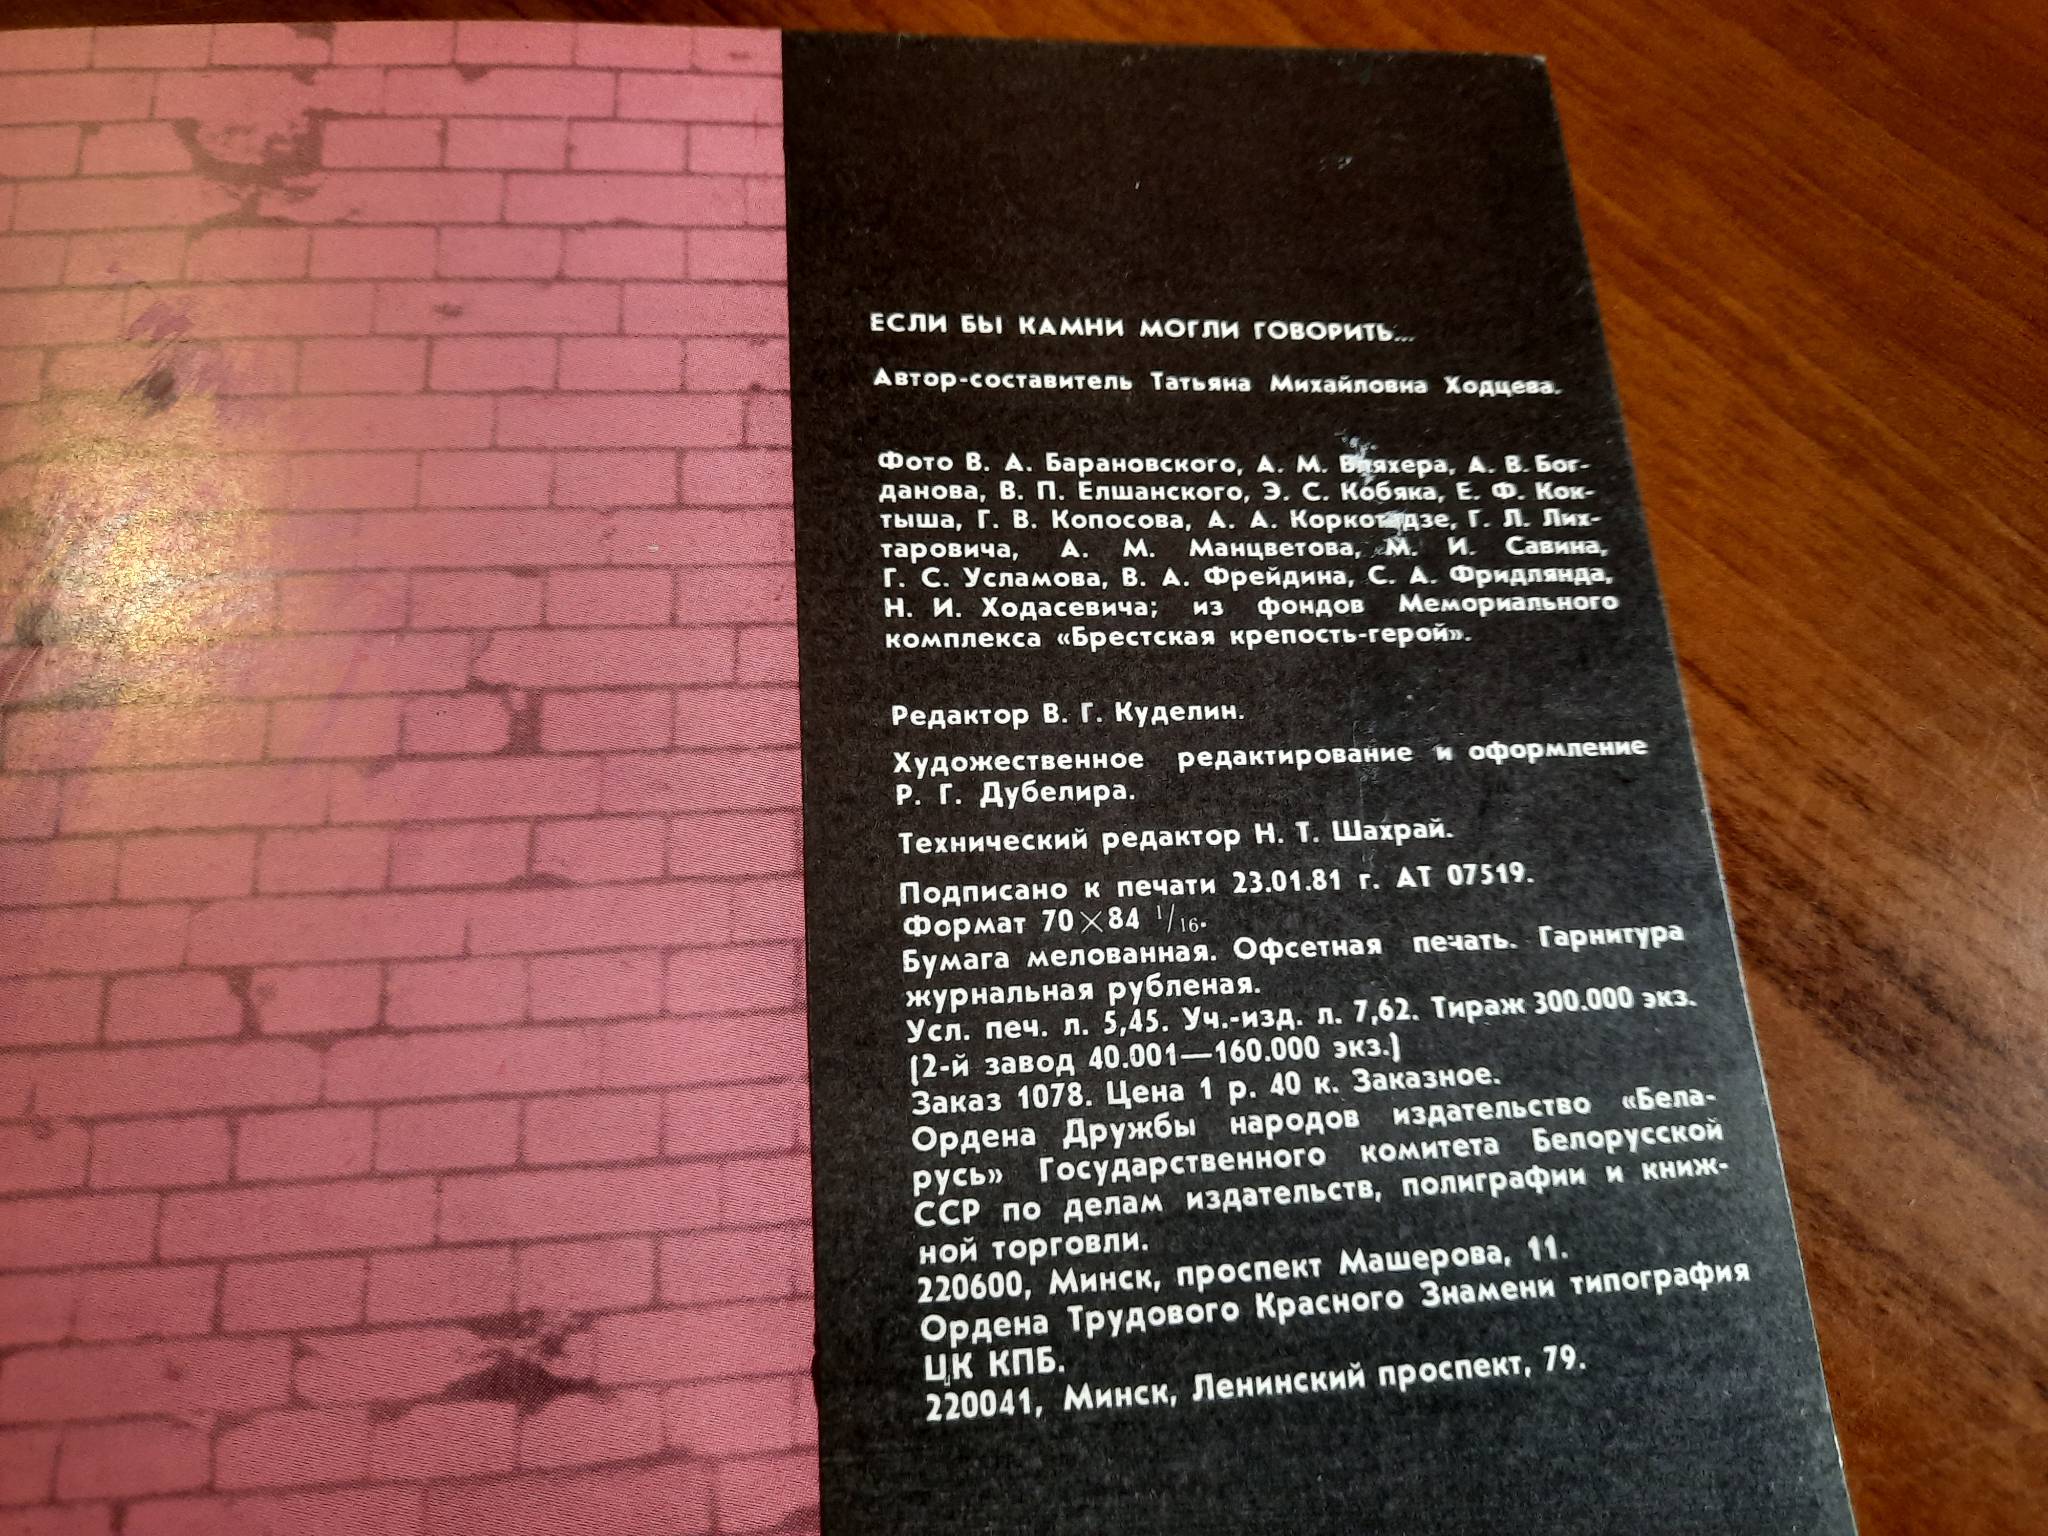 ЕСЛИ БЫ КАМНИ МОГЛИ ГОВОРИТЬ...
Автор-составитель Татьяна Михайловна Ходцева.
Фото В. А. Барановского, А. М. А. В. Бог-
данова, В. П. Елшанского, Э. С. Кобяка, Е. Ф. Кок-
тыша, Г. В. Копосова, А. А. Г. Л. Лих-
таровича, А. М. Манцветова, М. И. Савина,
Г. С. Усламова, В. А. Фрейдина, С. А. Фридлянда,
Н. И. Ходасевича; из фондов Мемориального
комплекса «Брестская крепость-герой».
Редактор В. Г. Куделин.
Художественное редактирование и оформление
Р. Г. Дубелира.
Технический редактор Н. Т. Шахрай.
Подписано к печати 23.01.81 г. АТ 07519.
Формат 70×84 1/16.
Бумага мелованная. Офсетная печать. Гарнитура
журнальная рубленая.
Усл. печ. л. 5,45. Уч.-изд. л. 7,62. Тираж 300.000 экз.
(2-й завод 40.001—160.000 экз.)
Заказ 1078. Цена 1 р. 40 к. Заказное.
Ордена Дружбы народов издательство «Бела-
русь» Государственного комитета Белорусской
ССР по делам издательств, полиграфии и книж-
ной торговли.
220600, Минск, проспект Машерова, 11.
Ордена Трудового Красного Знамени типография
ЦК КПБ.
220041, Минск, Ленинский проспект, 79.